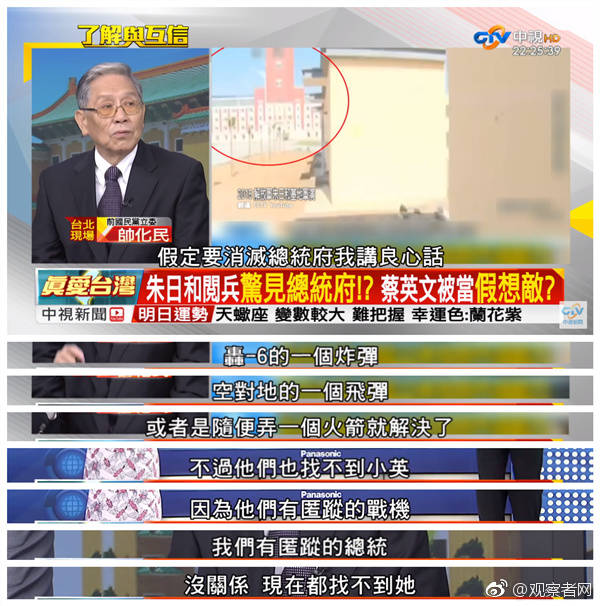 了解與互信
CTV 中視HD
22:25:39
台北
現場
前國民黨立委
帥化民
假定要消滅總統府我講良心話
真愛台灣
朱日和閱兵驚見總統府!? 蔡英文被當假想敵?
中視新聞
明日運勢 天蠍座 變數較大 難把握 幸運色:蘭花紫
CTV
中視新聞
轟-6的一個炸彈
空對地的一個飛彈
或者是隨便弄一個火箭就解決了
Panasonic
不過他們也找不到小英
Panasonic
因為他們有匿蹤的戰機
我們有匿蹤的總統
沒關係 現在都找不到她
@观察者网